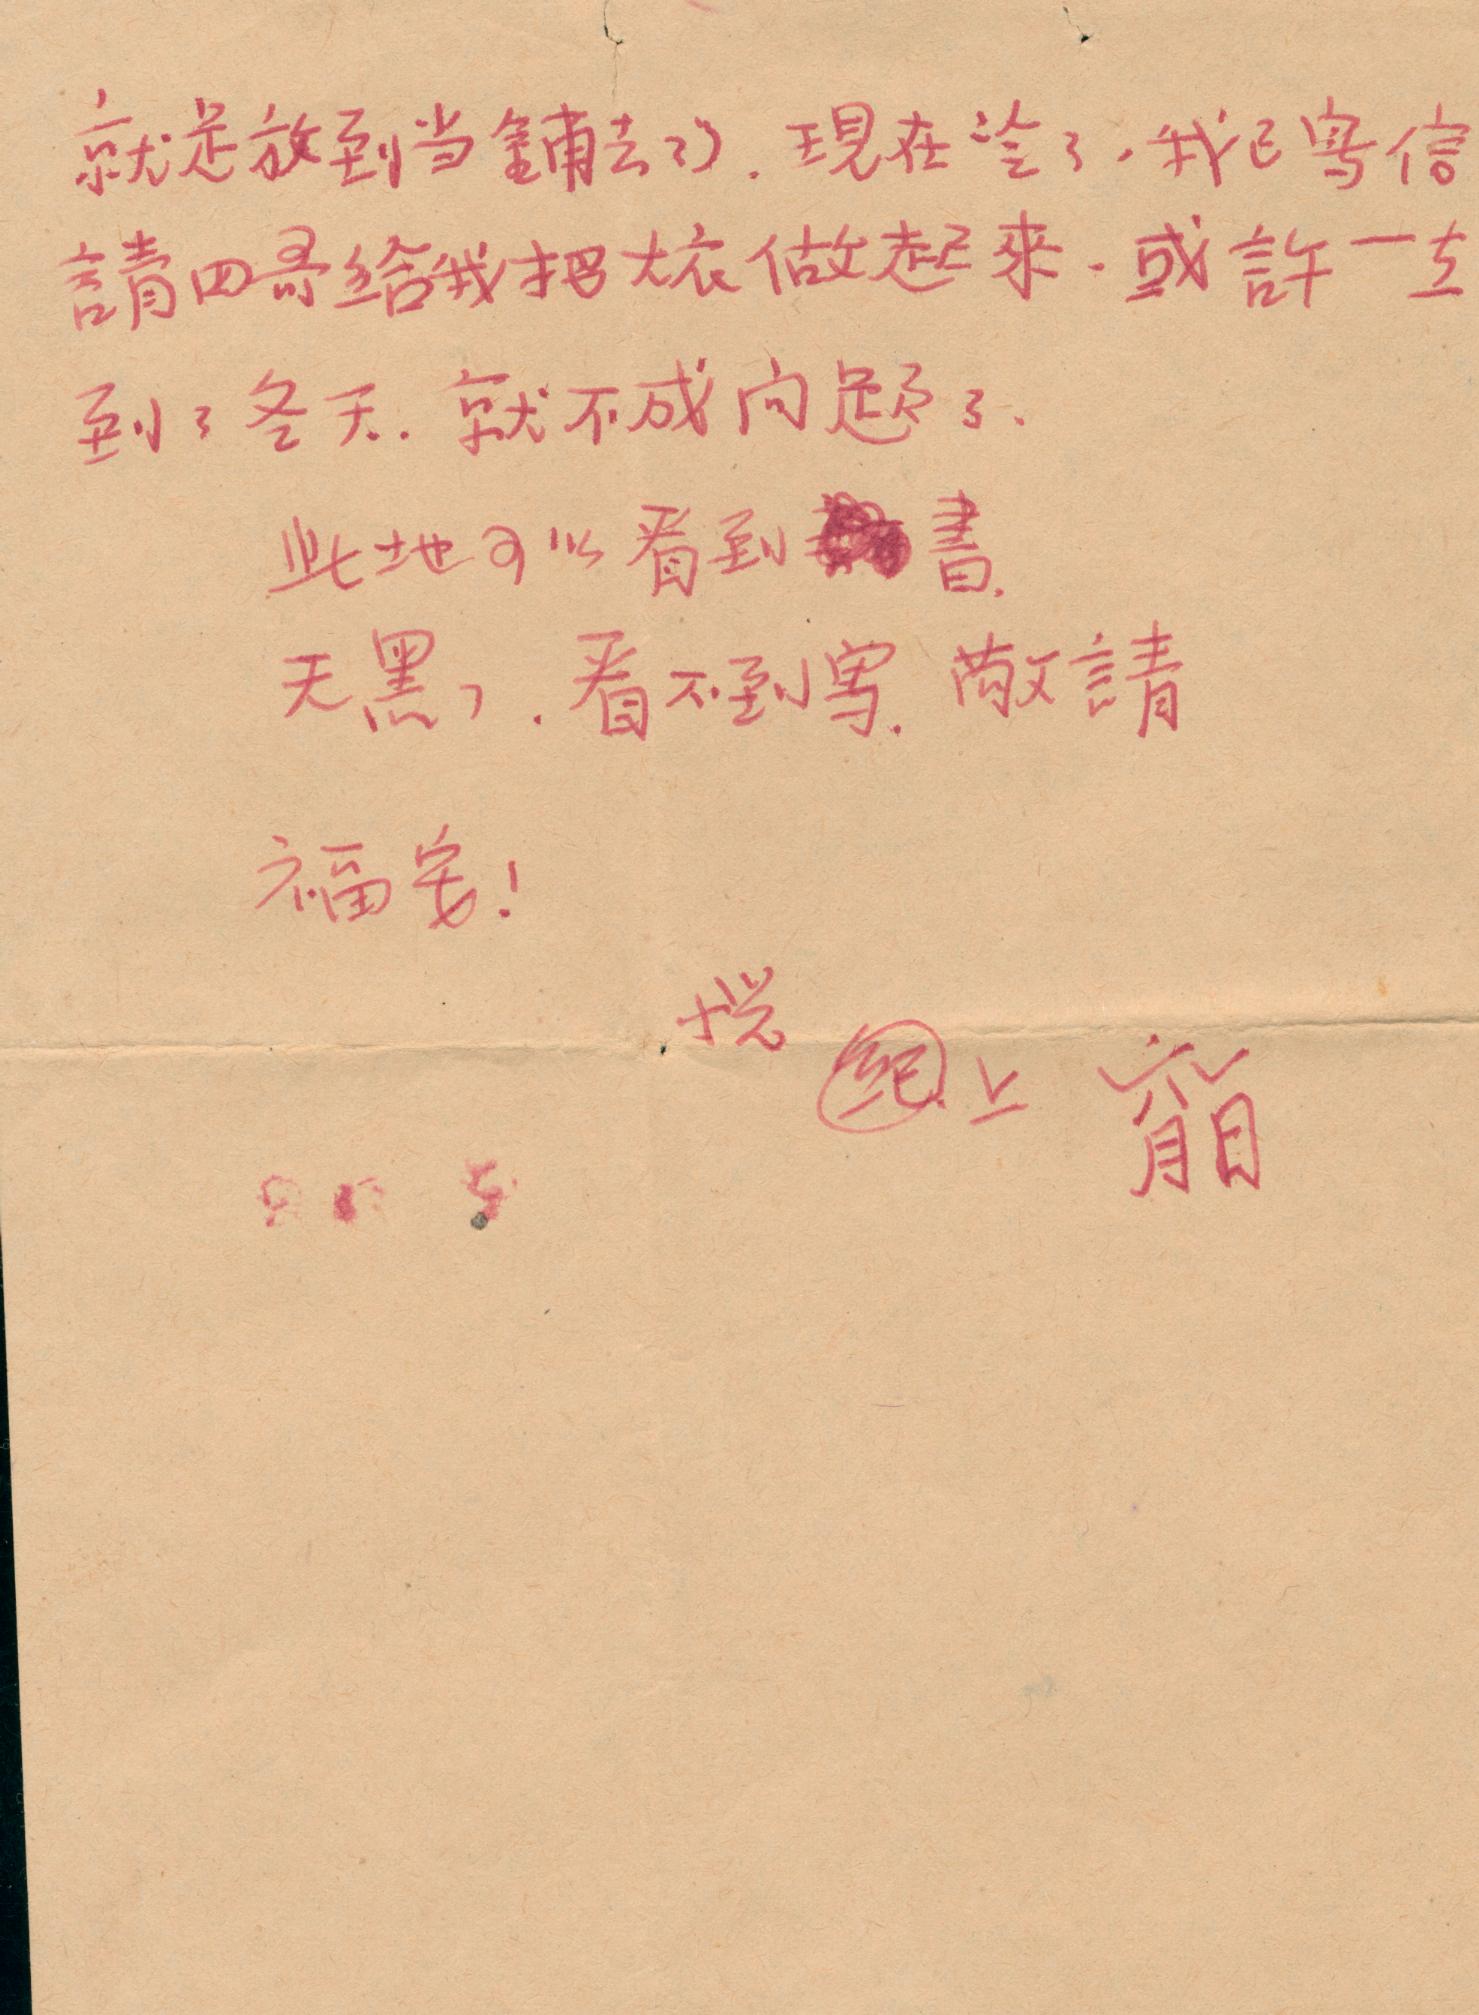 就是放到当鋪去了）.現在冷了,我已寫信
請四哥給我把大衣做起來.或許一直
到了冬天.就不成问題了.
此地可以看到書.
天黑了.看不到寫.敬請
福安!
悅
上